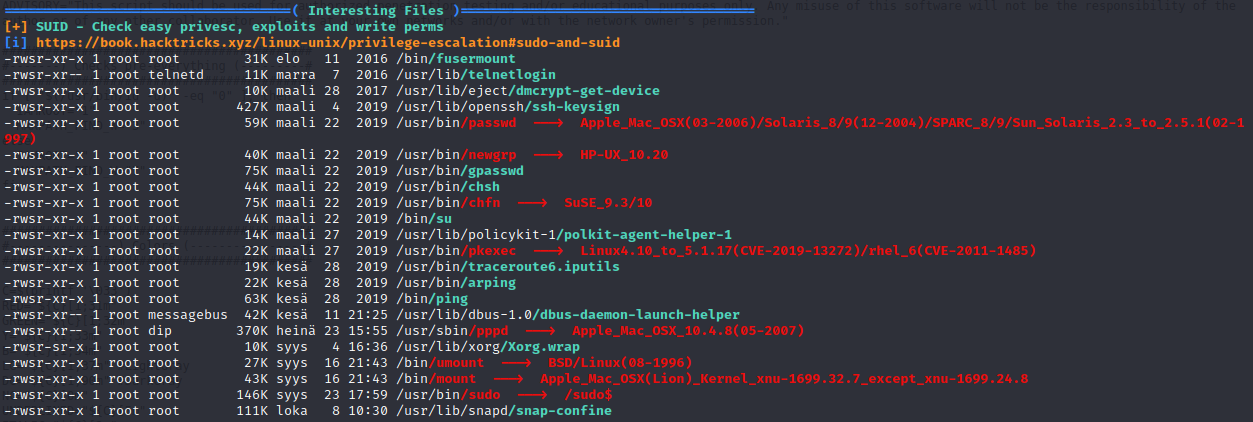 ════════════════════════════════════╣ Interesting Files ╠════════════════════════════════════
[+] SUID - Check easy privesc, exploits and write perms
[i] https://book.hacktricks.xyz/linux-unix/privilege-escalation#sudo-and-suid
-rwsr-xr-x 1 root root        31K elo   11  2016 /bin/fusermount
-rwsr-xr-- 1 root telnetd     11K marra  7  2016 /usr/lib/telnetlogin
-rwsr-xr-x 1 root root        10K maali 28  2017 /usr/lib/eject/dmcrypt-get-device
-rwsr-xr-x 1 root root       427K maali  4  2019 /usr/lib/openssh/ssh-keysign
-rwsr-xr-x 1 root root        59K maali 22  2019 /usr/bin/passwd  --->  Apple_Mac_OSX(03-2006)/Solaris_8/9(12-2004)/SPARC_8/9/Sun_Solaris_2.3_to_2.5.1(02-1
997)
-rwsr-xr-x 1 root root        40K maali 22  2019 /usr/bin/newgrp  --->  HP-UX_10.20
-rwsr-xr-x 1 root root        75K maali 22  2019 /usr/bin/gpasswd
-rwsr-xr-x 1 root root        44K maali 22  2019 /usr/bin/chsh
-rwsr-xr-x 1 root root        75K maali 22  2019 /usr/bin/chfn  --->  SuSE_9.3/10
-rwsr-xr-x 1 root root        44K maali 22  2019 /bin/su
-rwsr-xr-x 1 root root        14K maali 27  2019 /usr/lib/policykit-1/polkit-agent-helper-1
-rwsr-xr-x 1 root root        22K maali 27  2019 /usr/bin/pkexec  --->  Linux4.10_to_5.1.17(CVE-2019-13272)/rhel_6(CVE-2011-1485)
-rwsr-xr-x 1 root root        19K kesä  28  2019 /usr/bin/traceroute6.iputils
-rwsr-xr-x 1 root root        22K kesä  28  2019 /usr/bin/arping
-rwsr-xr-x 1 root root        63K kesä  28  2019 /bin/ping
-rwsr-xr-- 1 root messagebus  42K kesä  11 21:25 /usr/lib/dbus-1.0/dbus-daemon-launch-helper
-rwsr-xr-- 1 root dip        370K heinä 23 15:55 /usr/sbin/pppd  --->  Apple_Mac_OSX_10.4.8(05-2007)
-rwsr-sr-x 1 root root        10K syys   4 16:36 /usr/lib/xorg/Xorg.wrap
-rwsr-xr-x 1 root root        27K syys  16 21:43 /bin/umount  --->  BSD/Linux(08-1996)
-rwsr-xr-x 1 root root        43K syys  16 21:43 /bin/mount  --->  Apple_Mac_OSX(Lion)_Kernel_xnu-1699.32.7_except_xnu-1699.24.8
-rwsr-xr-x 1 root root       146K syys  23 17:59 /usr/bin/sudo  --->  /sudo$
-rwsr-xr-x 1 root root       111K loka   8 10:30 /usr/lib/snapd/snap-confine